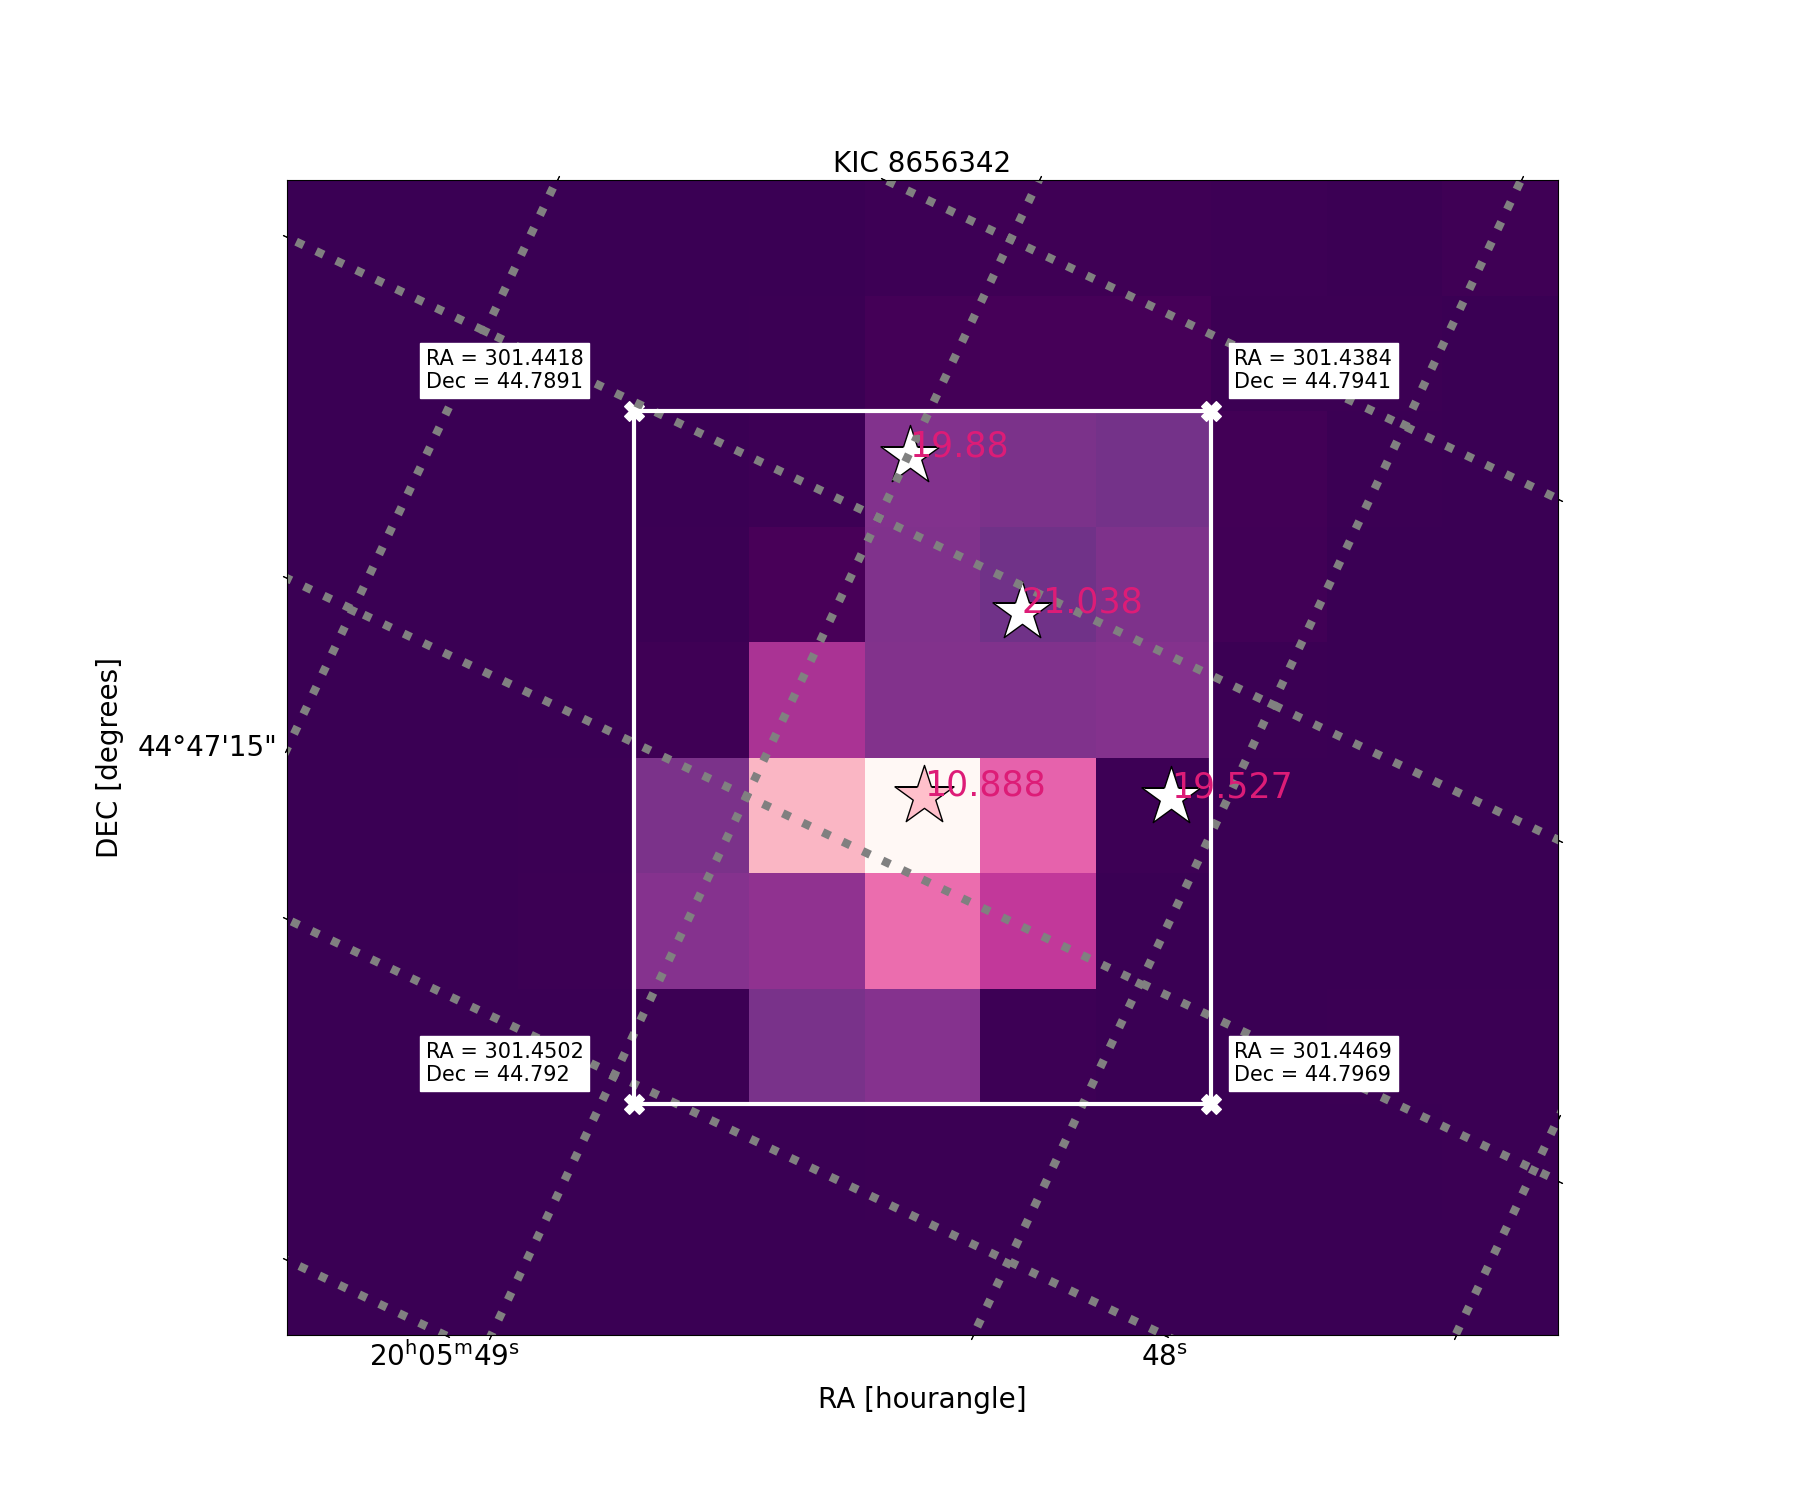 KIC 8656342
RA = 301.4418
Dec = 44.7891
RA = 301.4384
Dec = 44.7941
19.88
21.038
44°47'15"
10.888
19.527
DEC [degrees]
RA = 301.4502
Dec = 44.792
RA = 301.4469
Dec = 44.7969
20ʰ05ᵐ49ˢ
48ˢ
RA [hourangle]